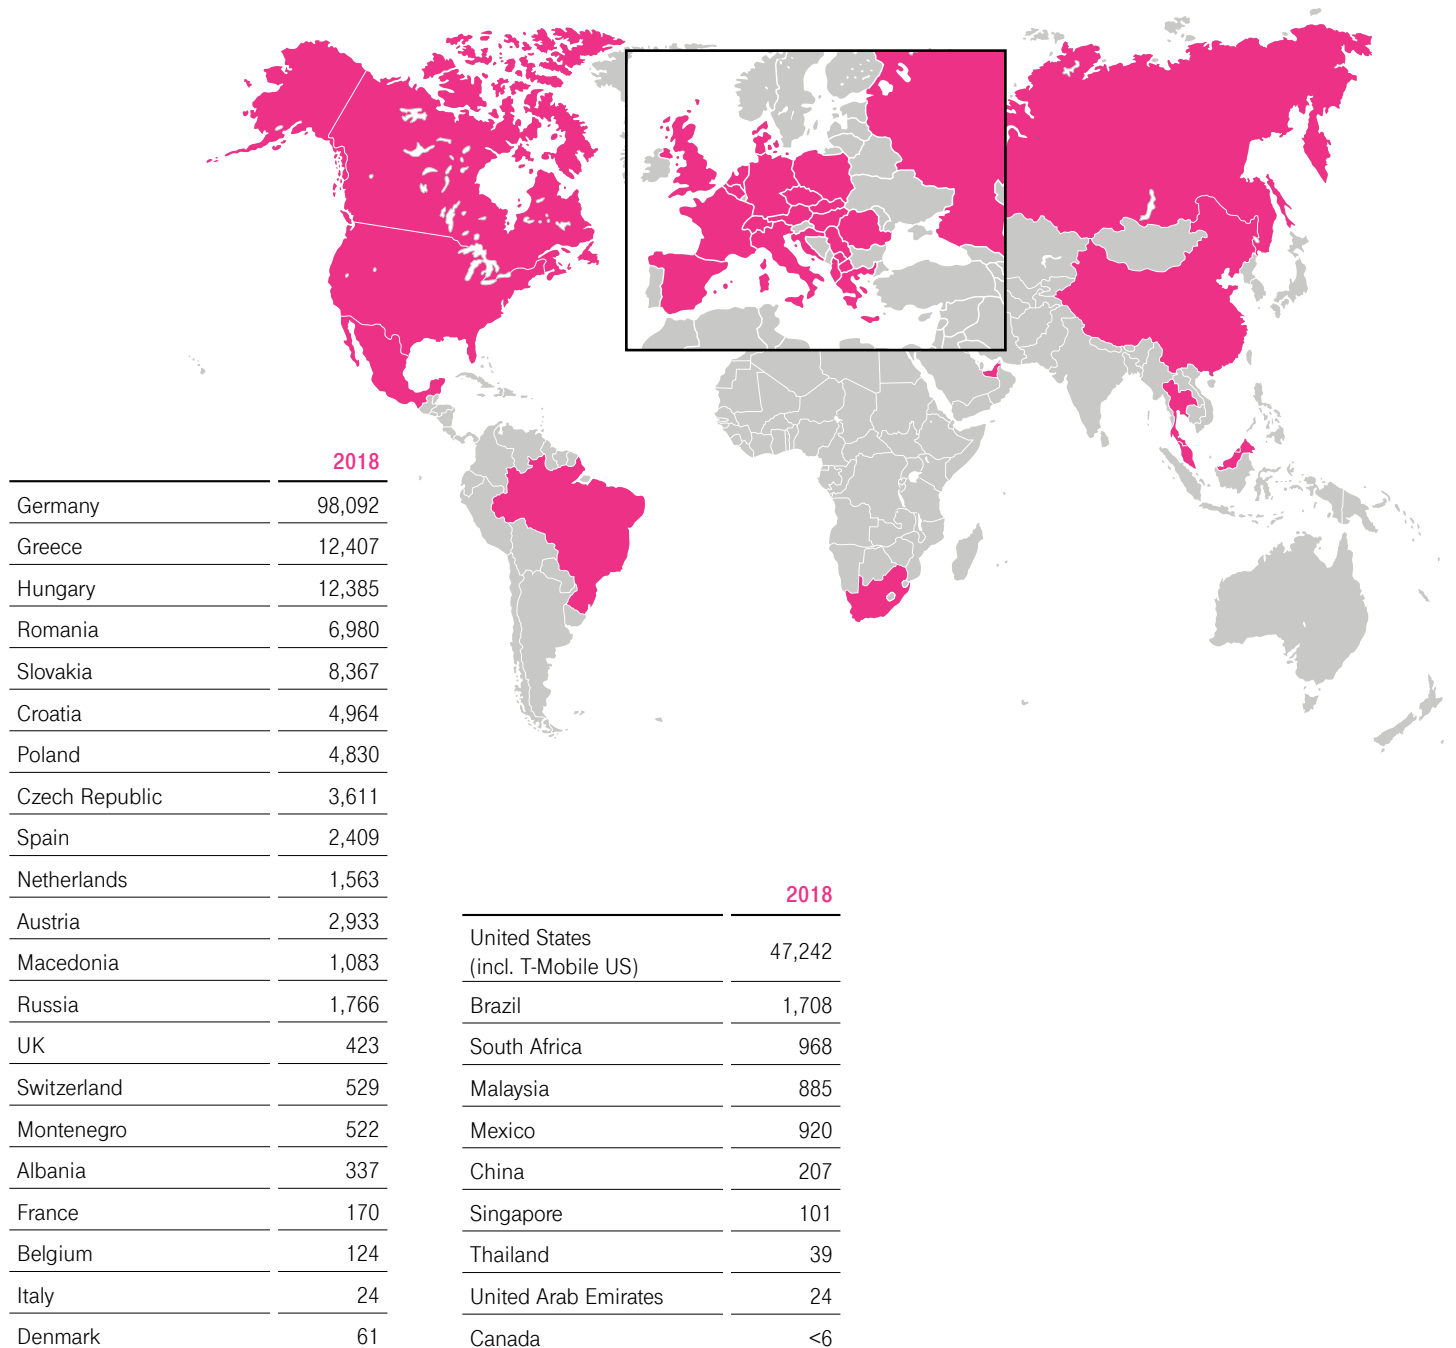 2018
Germany 98,092
Greece 12,407
Hungary 12,385
Romania 6,980
Slovakia 8,367
Croatia 4,964
Poland 4,830
Czech Republic 3,611
Spain 2,409
Netherlands 1,563
Austria 2,933
Macedonia 1,083
Russia 1,766
UK 423
Switzerland 529
Montenegro 522
Albania 337
France 170
Belgium 124
Italy 24
Denmark 61
2018
United States
(incl. T-Mobile US) 47,242
Brazil 1,708
South Africa 968
Malaysia 885
Mexico 920
China 207
Singapore 101
Thailand 39
United Arab Emirates 24
Canada <6